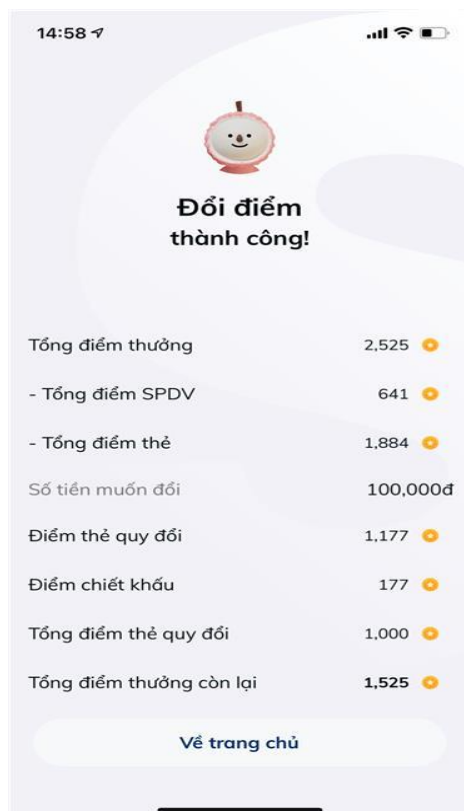 14:58
Đổi điểm
thành công!
Tổng điểm thưởng 2,525
- Tổng điểm SPDV 641
- Tổng điểm thẻ 1,884
Số tiền muốn đổi 100,000đ
Điểm thẻ quy đổi 1,177
Điểm chiết khấu 177
Tổng điểm thẻ quy đổi 1,000
Tổng điểm thưởng còn lại 1,525
Về trang chủ